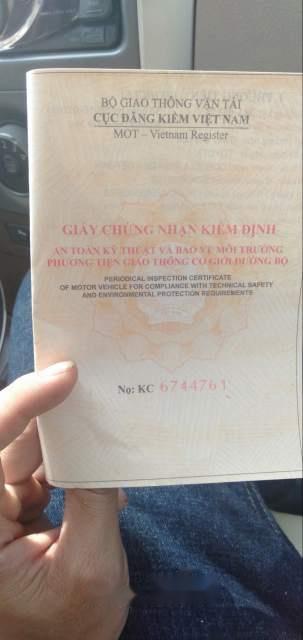 BỘ GIAO THÔNG VẬN TẢI
CỤC ĐĂNG KIỂM VIỆT NAM
MOT – Vietnam Register
GIẤY CHỨNG NHẬN KIỂM ĐỊNH
AN TOÀN KỸ THUẬT VÀ BẢO VỆ MÔI TRƯỜNG
PHƯƠNG TIỆN GIAO THÔNG CƠ GIỚI ĐƯỜNG BỘ
PERIODICAL INSPECTION CERTIFICATE
OF MOTOR VEHICLE FOR COMPLIANCE WITH TECHNICAL SAFETY
AND ENVIRONMENTAL PROTECTION REQUIREMENTS
Nọ: KC 6744761